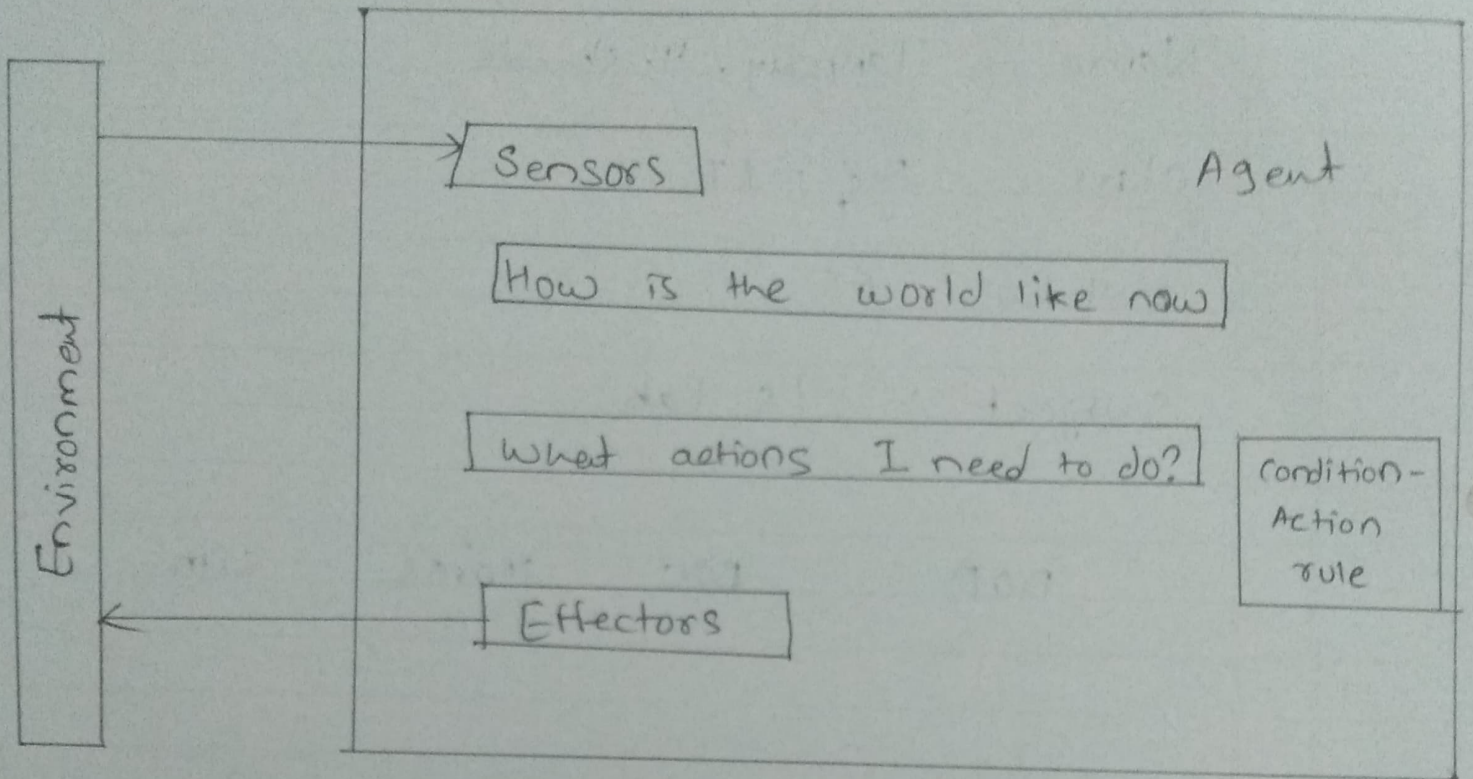 Sensors
Agent
How is the world like now
What actions I need to do?
Condition-
Action
rule
Environment
Effectors